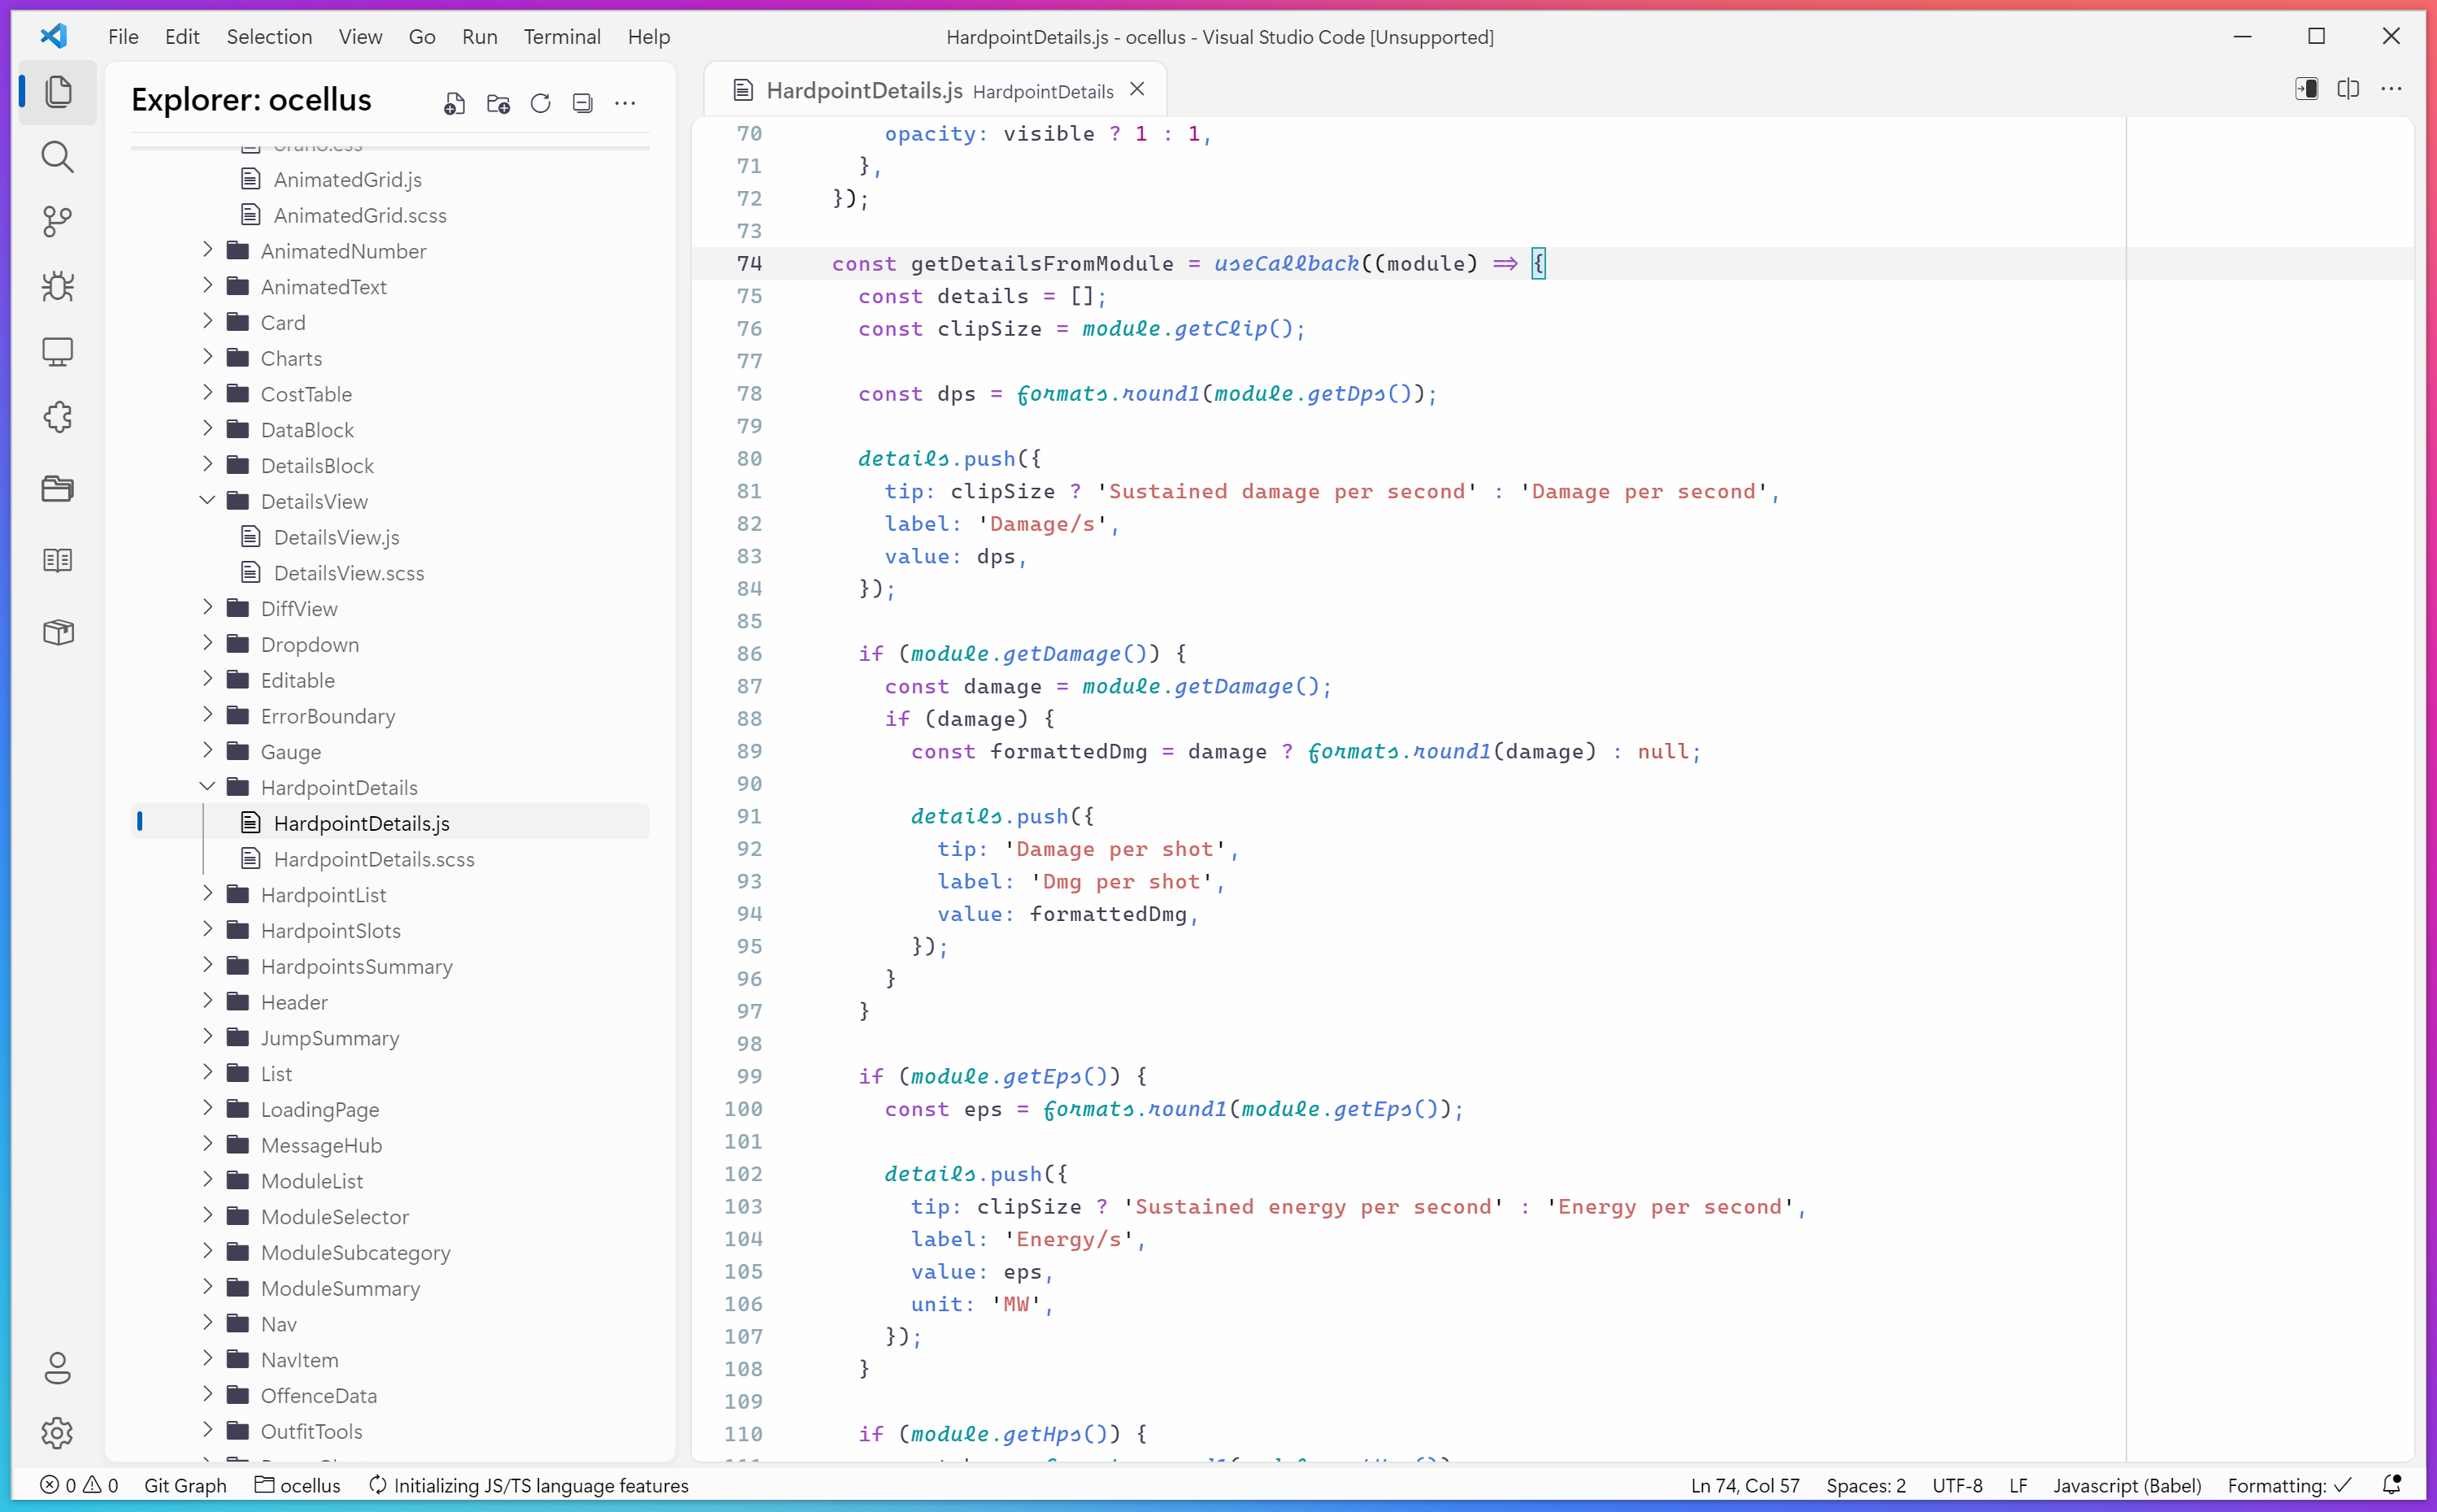 File Edit Selection View Go Run Terminal Help
HardpointDetails.js - ocellus - Visual Studio Code [Unsupported]
Explorer: ocellus
AnimatedGrid.js
AnimatedGrid.scss
AnimatedNumber
AnimatedText
Card
Charts
CostTable
DataBlock
DetailsBlock
DetailsView
DetailsView.js
DetailsView.scss
DiffView
Dropdown
Editable
ErrorBoundary
Gauge
HardpointDetails
HardpointDetails.js
HardpointDetails.scss
HardpointList
HardpointSlots
HardpointsSummary
Header
JumpSummary
List
LoadingPage
MessageHub
ModuleList
ModuleSelector
ModuleSubcategory
ModuleSummary
Nav
NavItem
OffenceData
OutfitTools
HardpointDetails.js HardpointDetails
70 opacity: visible ? 1 : 1,
71 },
72 });
73
74 const getDetailsFromModule = useCallback((module) => {
75 const details = [];
76 const clipSize = module.getClip();
77
78 const dps = formats.round1(module.getDps());
79
80 details.push({
81 tip: clipSize ? 'Sustained damage per second' : 'Damage per second',
82 label: 'Damage/s',
83 value: dps,
84 });
85
86 if (module.getDamage()) {
87 const damage = module.getDamage();
88 if (damage) {
89 const formattedDmg = damage ? formats.round1(damage) : null;
90
91 details.push({
92 tip: 'Damage per shot',
93 label: 'Dmg per shot',
94 value: formattedDmg,
95 });
96 }
97 }
98
99 if (module.getEps()) {
100 const eps = formats.round1(module.getEps());
101
102 details.push({
103 tip: clipSize ? 'Sustained energy per second' : 'Energy per second',
104 label: 'Energy/s',
105 value: eps,
106 unit: 'MW',
107 });
108 }
109
110 if (module.getHps()) {
0 0 Git Graph ocellus Initializing JS/TS language features Ln 74, Col 57 Spaces: 2 UTF-8 LF Javascript (Babel) Formatting: ✓